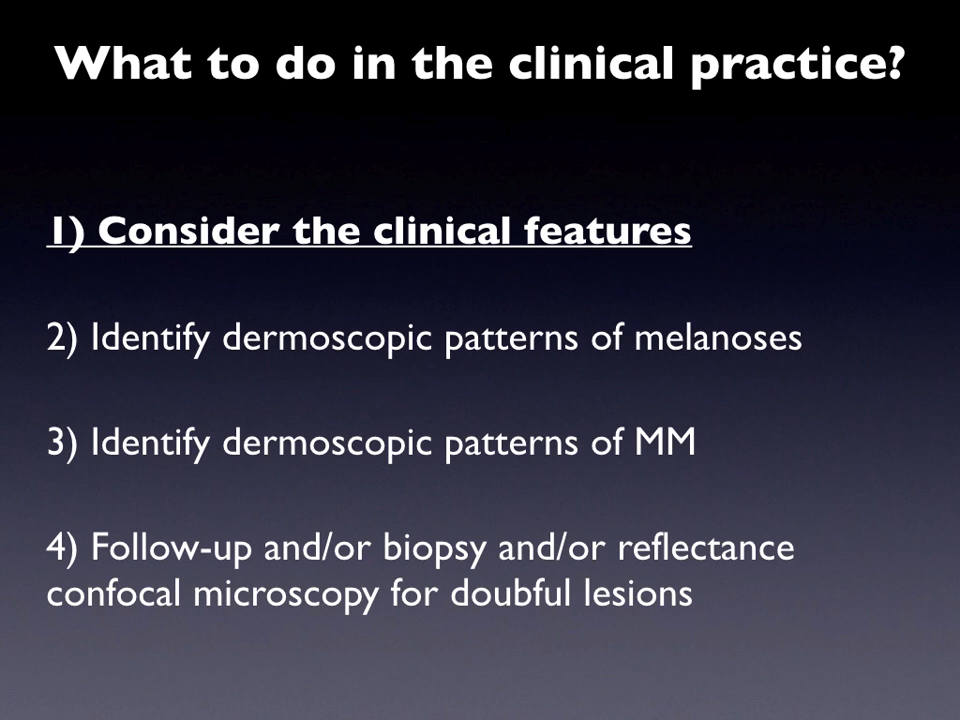 What to do in the clinical practice?
1) Consider the clinical features
2) Identify dermoscopic patterns of melanoses
3) Identify dermoscopic patterns of MM
4) Follow-up and/or biopsy and/or reflectance
confocal microscopy for doubful lesions